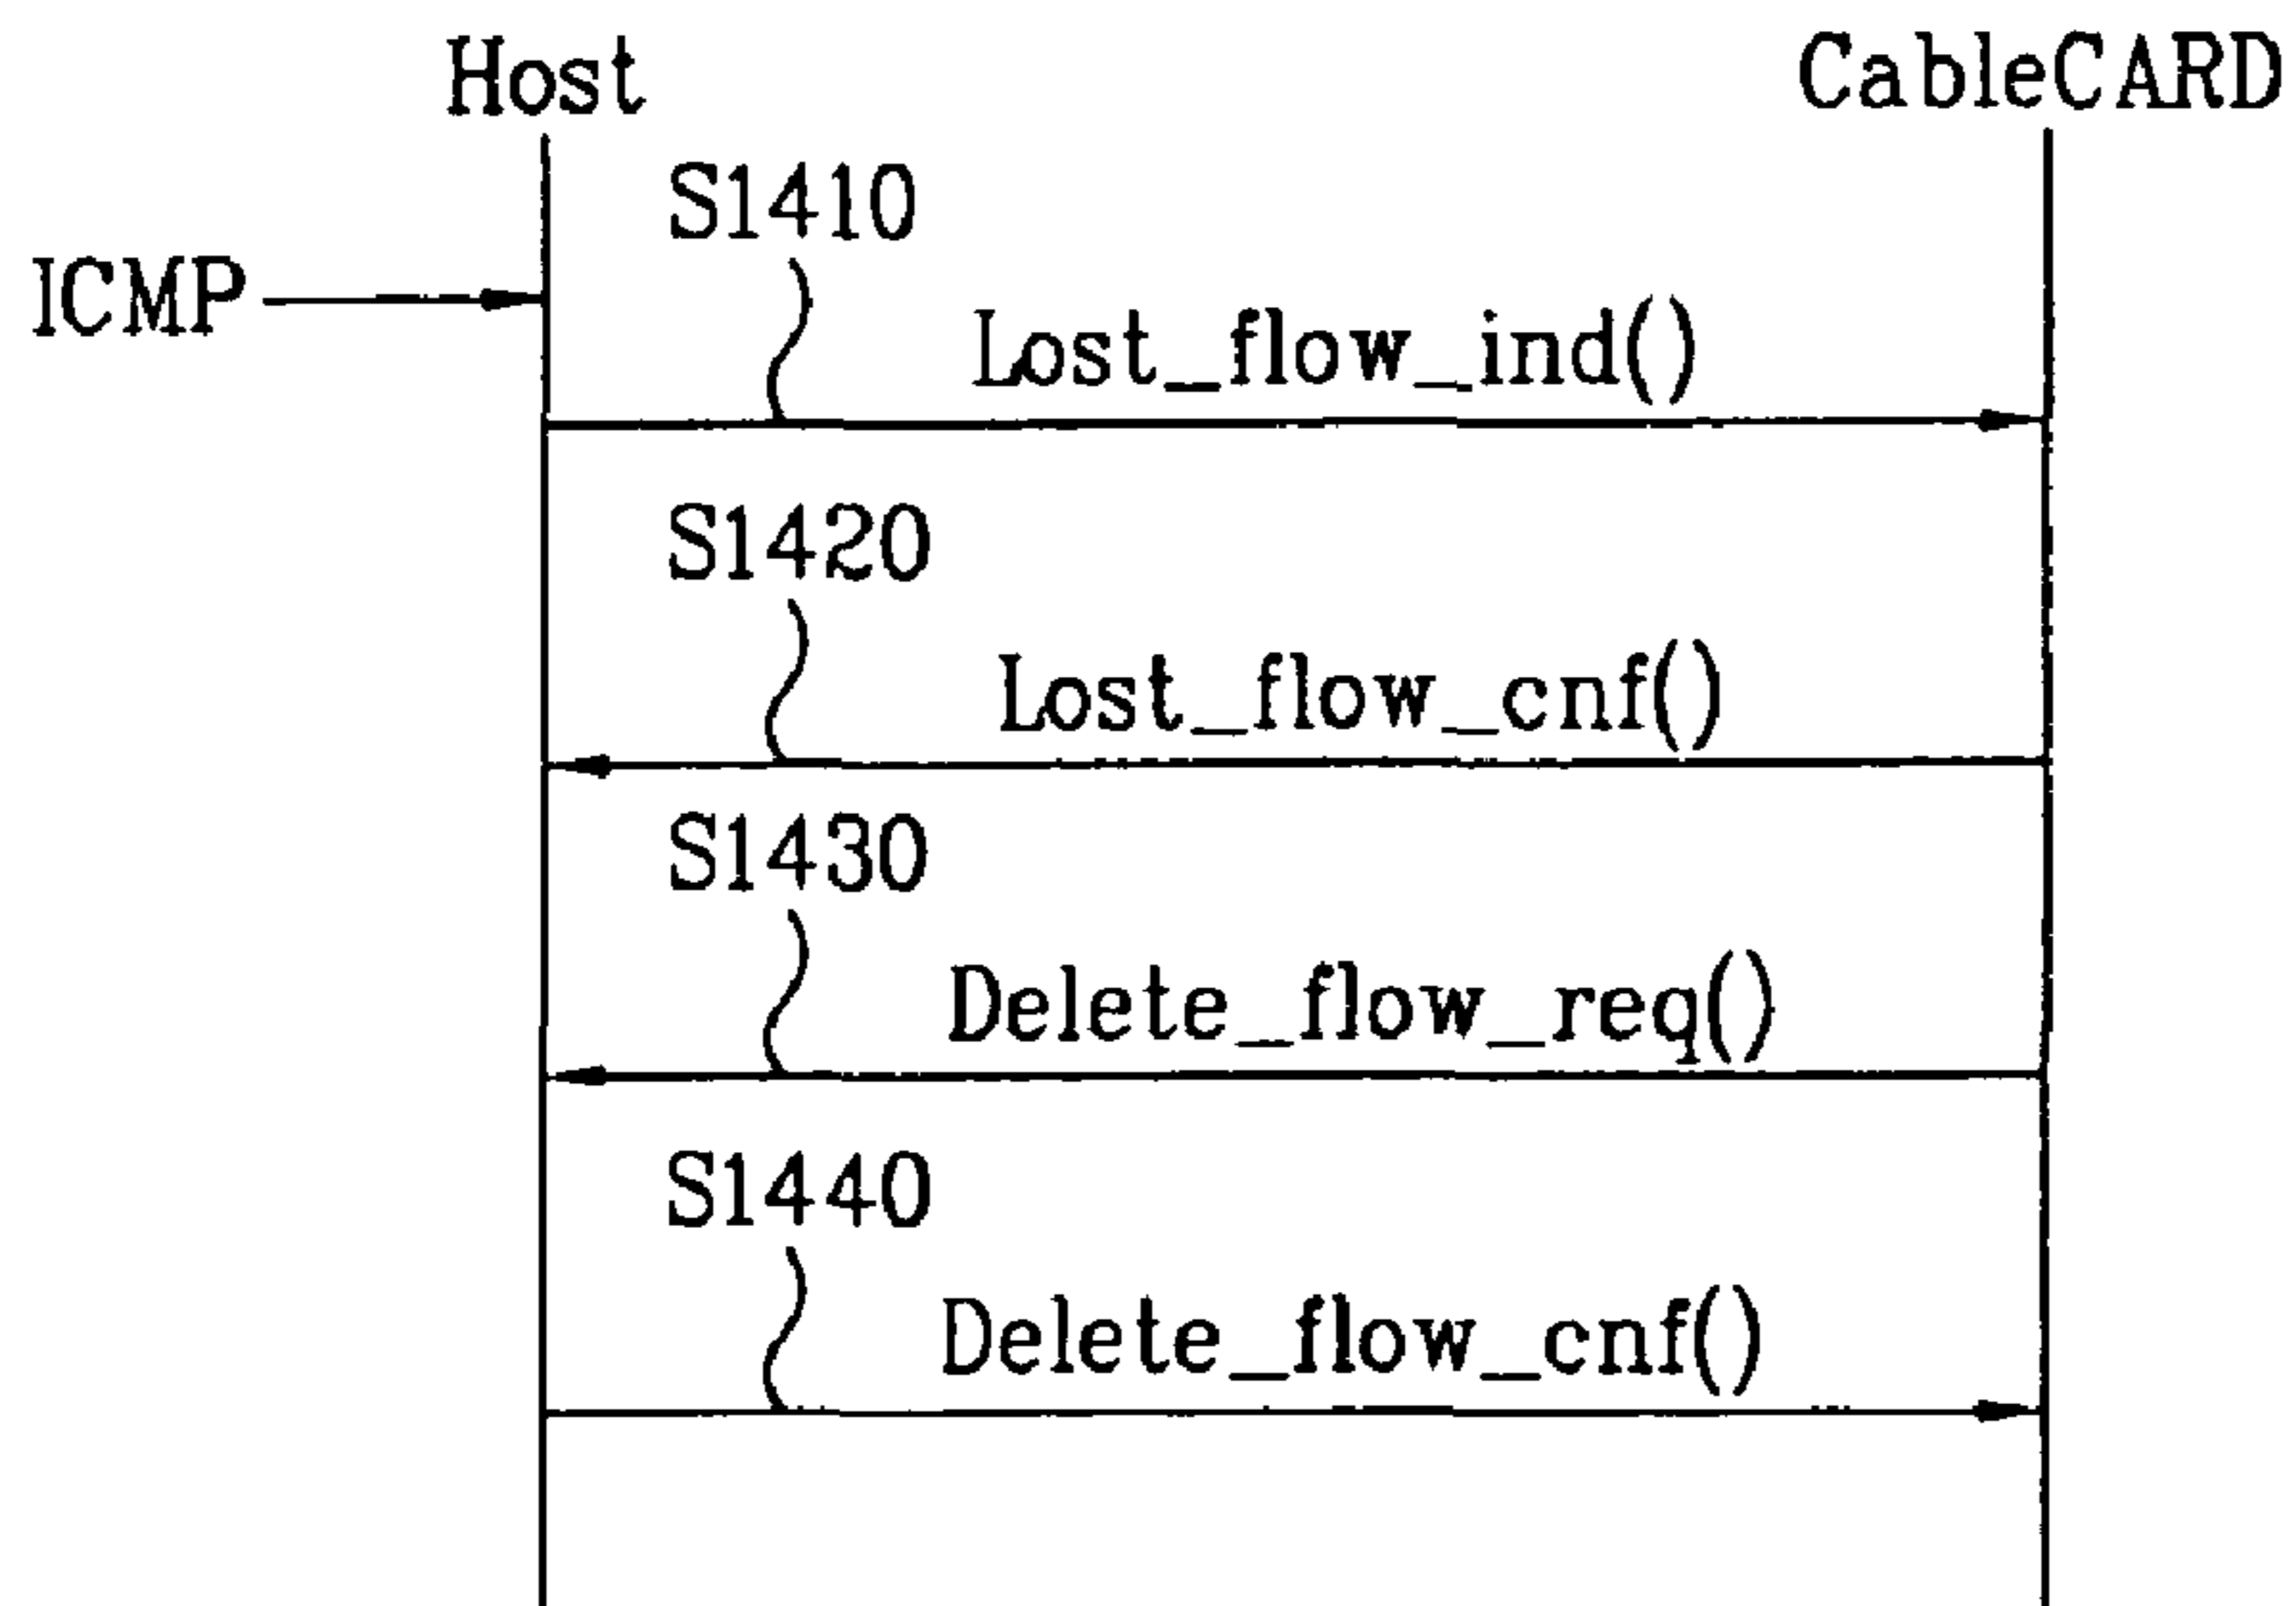 Host
CableCARD
S1410
ICMP
Lost_flow_ind()
S1420
Lost_flow_cnf()
S1430
Delete_flow_req()
S1440
Delete_flow_cnf()